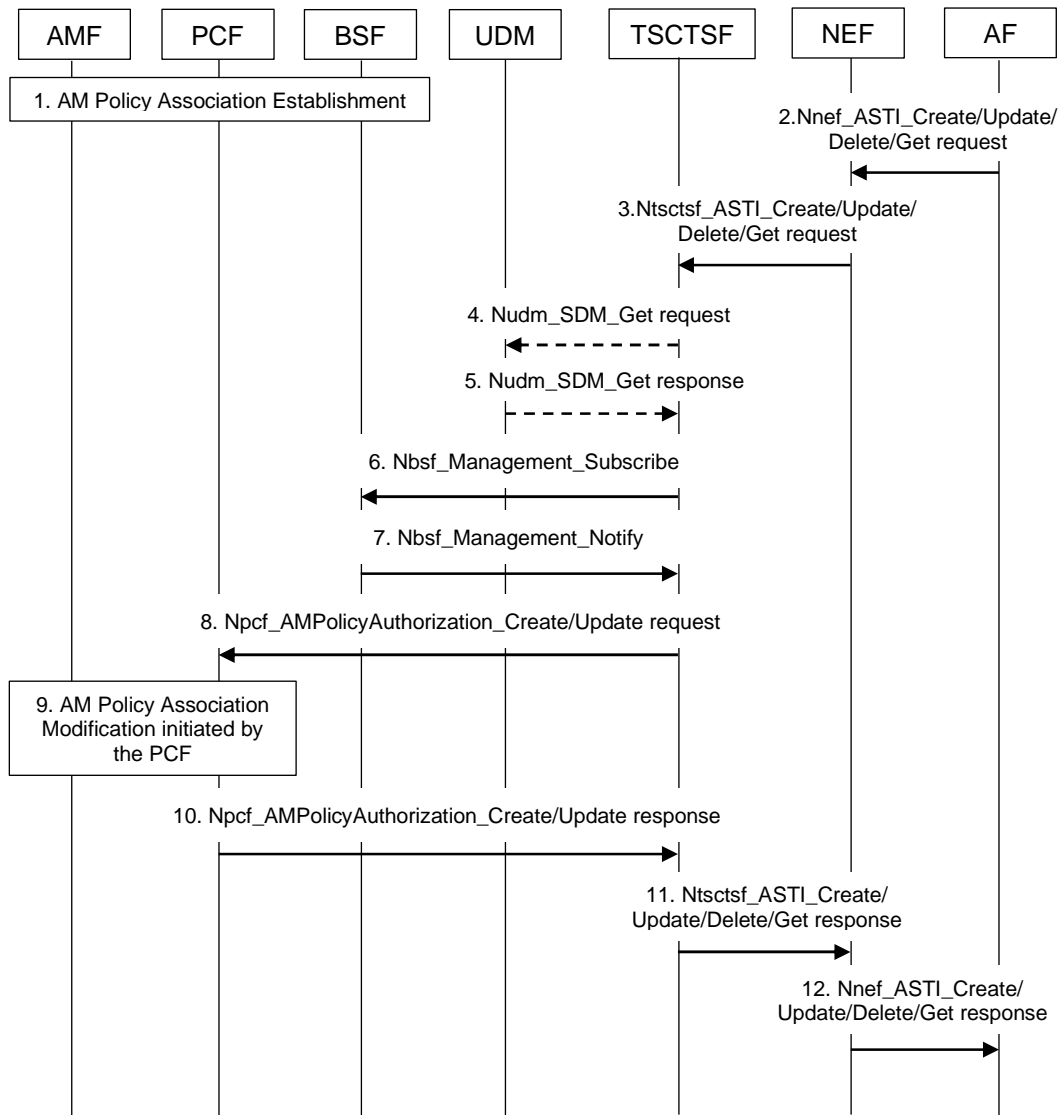 AMF
PCF
BSF
UDM
TSCTSF
NEF
AF
1. AM Policy Association Establishment
2.Nnef_ASTI_Create/Update/
Delete/Get request
3.Ntsctsf_ASTI_Create/Update/
Delete/Get request
4. Nudm_SDM_Get request
5. Nudm_SDM_Get response
6. Nbsf_Management_Subscribe
7. Nbsf_Management_Notify
8. Npcf_AMPolicyAuthorization_Create/Update request
9. AM Policy Association
Modification initiated by
the PCF
10. Npcf_AMPolicyAuthorization_Create/Update response
11. Ntsctsf_ASTI_Create/
Update/Delete/Get response
12. Nnef_ASTI_Create/
Update/Delete/Get response